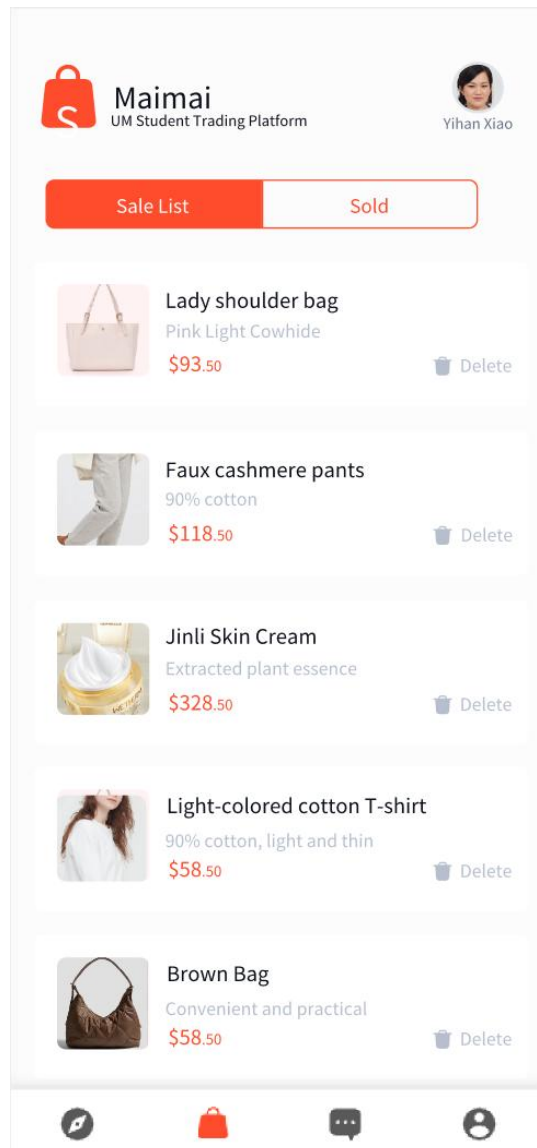 S
Maimai
UM Student Trading Platform
Yihan Xiao
Sale List
Sold
Lady shoulder bag
Pink Light Cowhide
$93.50
Delete
Faux cashmere pants
90% cotton
$118.50
Delete
Jinli Skin Cream
Extracted plant essence
$328.50
Delete
Light-colored cotton T-shirt
90% cotton, light and thin
$58.50
Delete
Brown Bag
Convenient and practical
$58.50
Delete